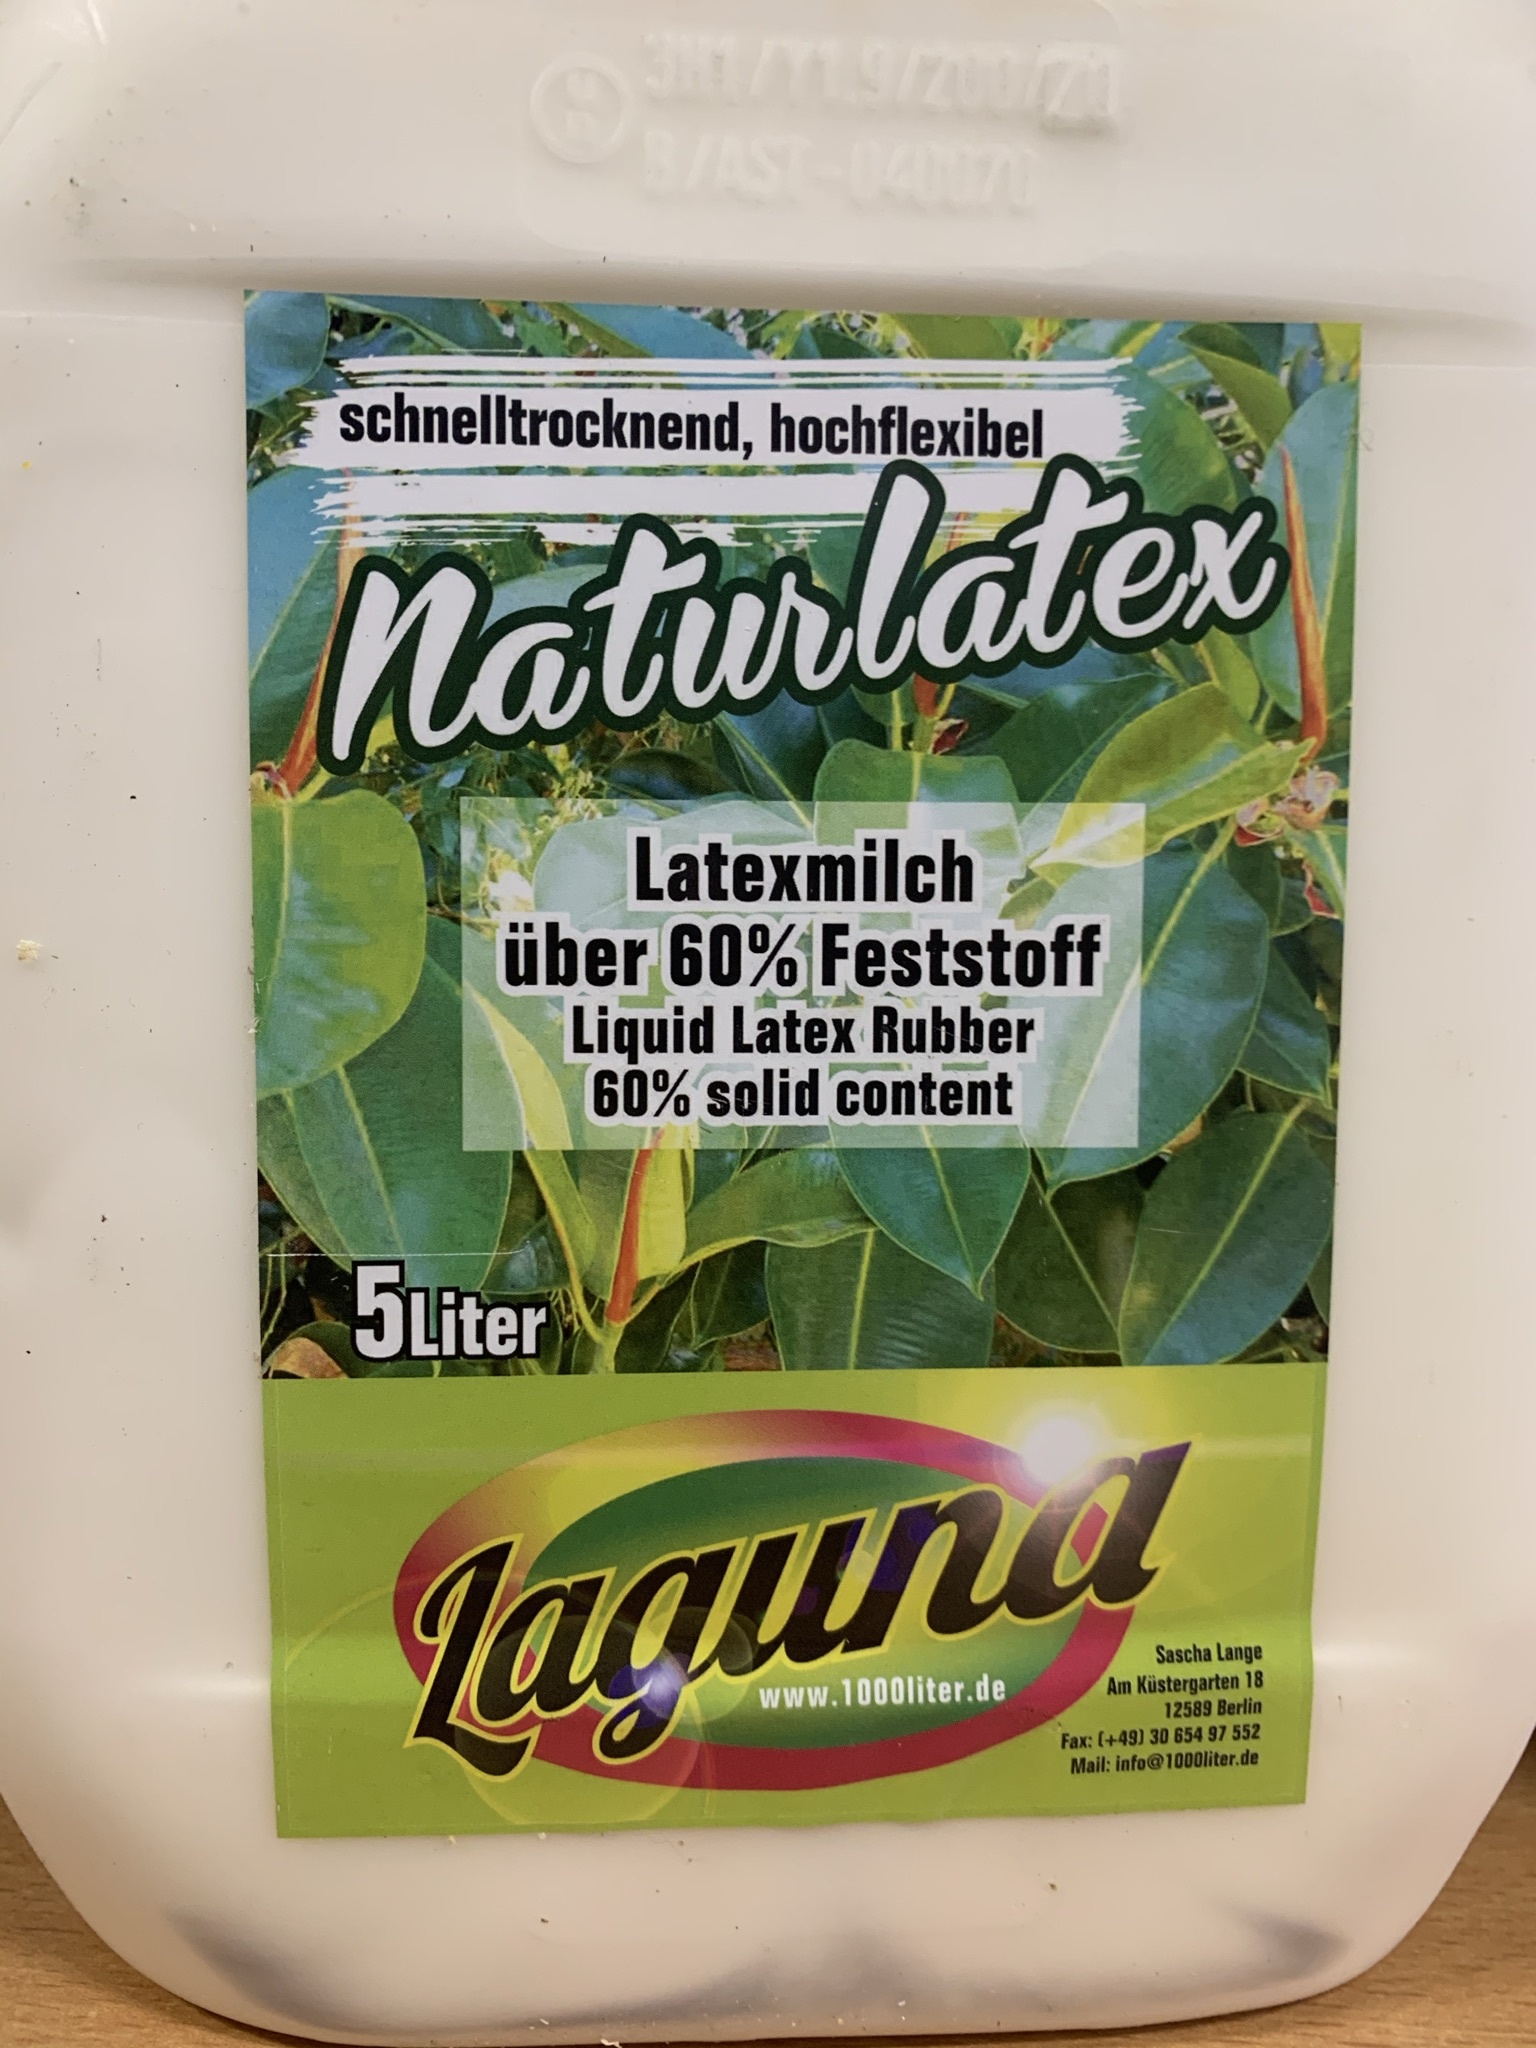 schnelltrocknend, hochflexibel
Naturlatex
Latexmilch
über 60% Feststoff
Liquid Latex Rubber
60% solid content
5Liter
Laguna
www.1000liter.de
Sascha Lange
Am Küstergarten 18
12589 Berlin
Fax: (+49) 30 654 97 552
Mail: info@1000liter.de